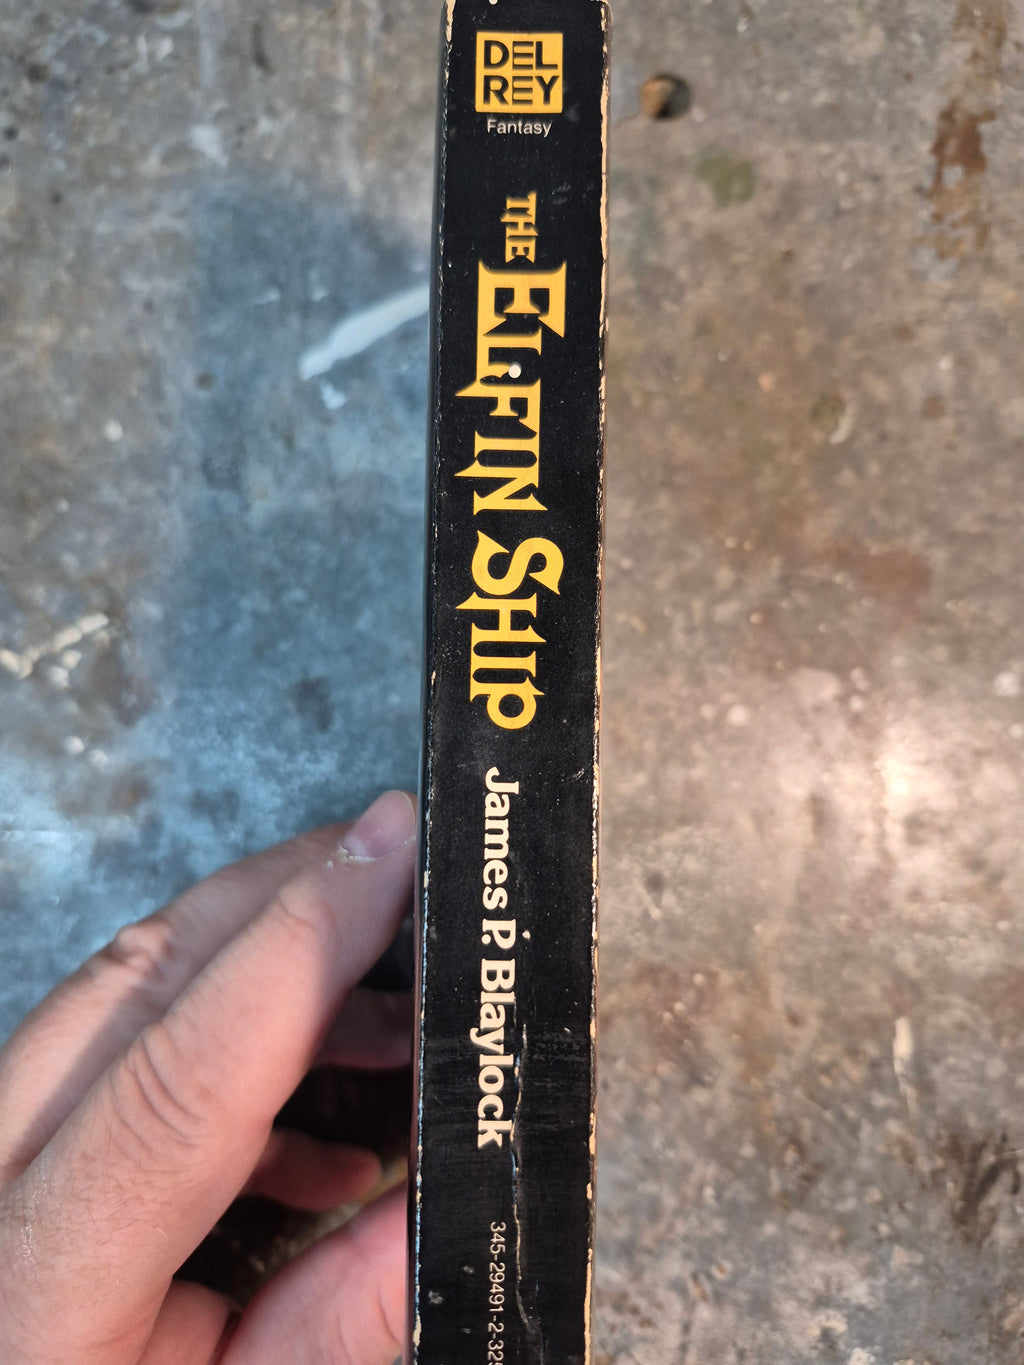 DEL
REY
Fantasy
THE ELFIN SHIP James P. Blaylock 345-29491-2-325